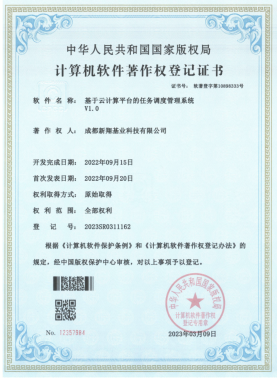 中华人民共和国国家版权局
计算机软件著作权登记证书
证书号： 软著登字第10898333号
软件名称： 基于云计算平台的任务调度管理系统
V1.0
著作权人： 成都新翔基业科技有限公司
开发完成日期： 2022年09月15日
首次发表日期： 2022年09月20日
权利取得方式： 原始取得
权利范围： 全部权利
登记号： 2023SR0311162
根据《计算机软件保护条例》和《计算机软件著作权登记办法》的
规定，经中国版权保护中心审核，对以上事项予以登记。
中华人民共和国国家版权局
计算机软件著作权
登记专用章
No. 12357884
2023年03月09日